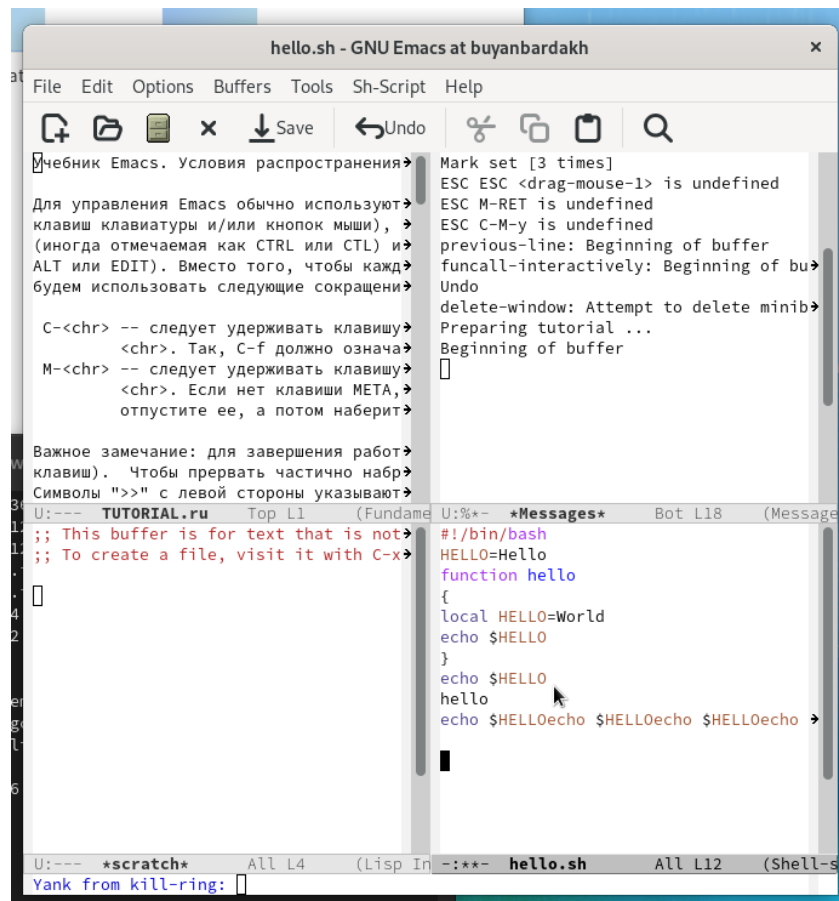 hello.sh - GNU Emacs at buyanbardakh
File Edit Options Buffers Tools Sh-Script Help
Save Undo
Учебник Emacs. Условия распространения
Для управления Emacs обычно используют
клавиш клавиатуры и/или кнопок мыши),
(иногда отмечаемая как CTRL или CTL) и
ALT или EDIT). Вместо того, чтобы кажд
будем использовать следующие сокращени
C-<chr> -- следует удерживать клавишу
<chr>. Так, C-f должно означа
M-<chr> -- следует удерживать клавишу
<chr>. Если нет клавиши META,
отпустите ее, а потом наберит
Важное замечание: для завершения работ
клавиш). Чтобы прервать частично набр
Символы ">>" с левой стороны указывают
U:--- TUTORIAL.ru Top L1 (Fundame
Mark set [3 times]
ESC ESC <drag-mouse-1> is undefined
ESC M-RET is undefined
ESC C-M-y is undefined
previous-line: Beginning of buffer
funcall-interactively: Beginning of bu
Undo
delete-window: Attempt to delete minib
Preparing tutorial ...
Beginning of buffer
U:%*- *Messages* Bot L18 (Message
;; This buffer is for text that is not
;; To create a file, visit it with C-x
U:--- *scratch* All L4 (Lisp In
#!/bin/bash
HELLO=Hello
function hello
{
local HELLO=World
echo $HELLO
}
echo $HELLO
hello
echo $HELLOecho $HELLOecho $HELLOecho
-:**- hello.sh All L12 (Shell-s
Yank from kill-ring: